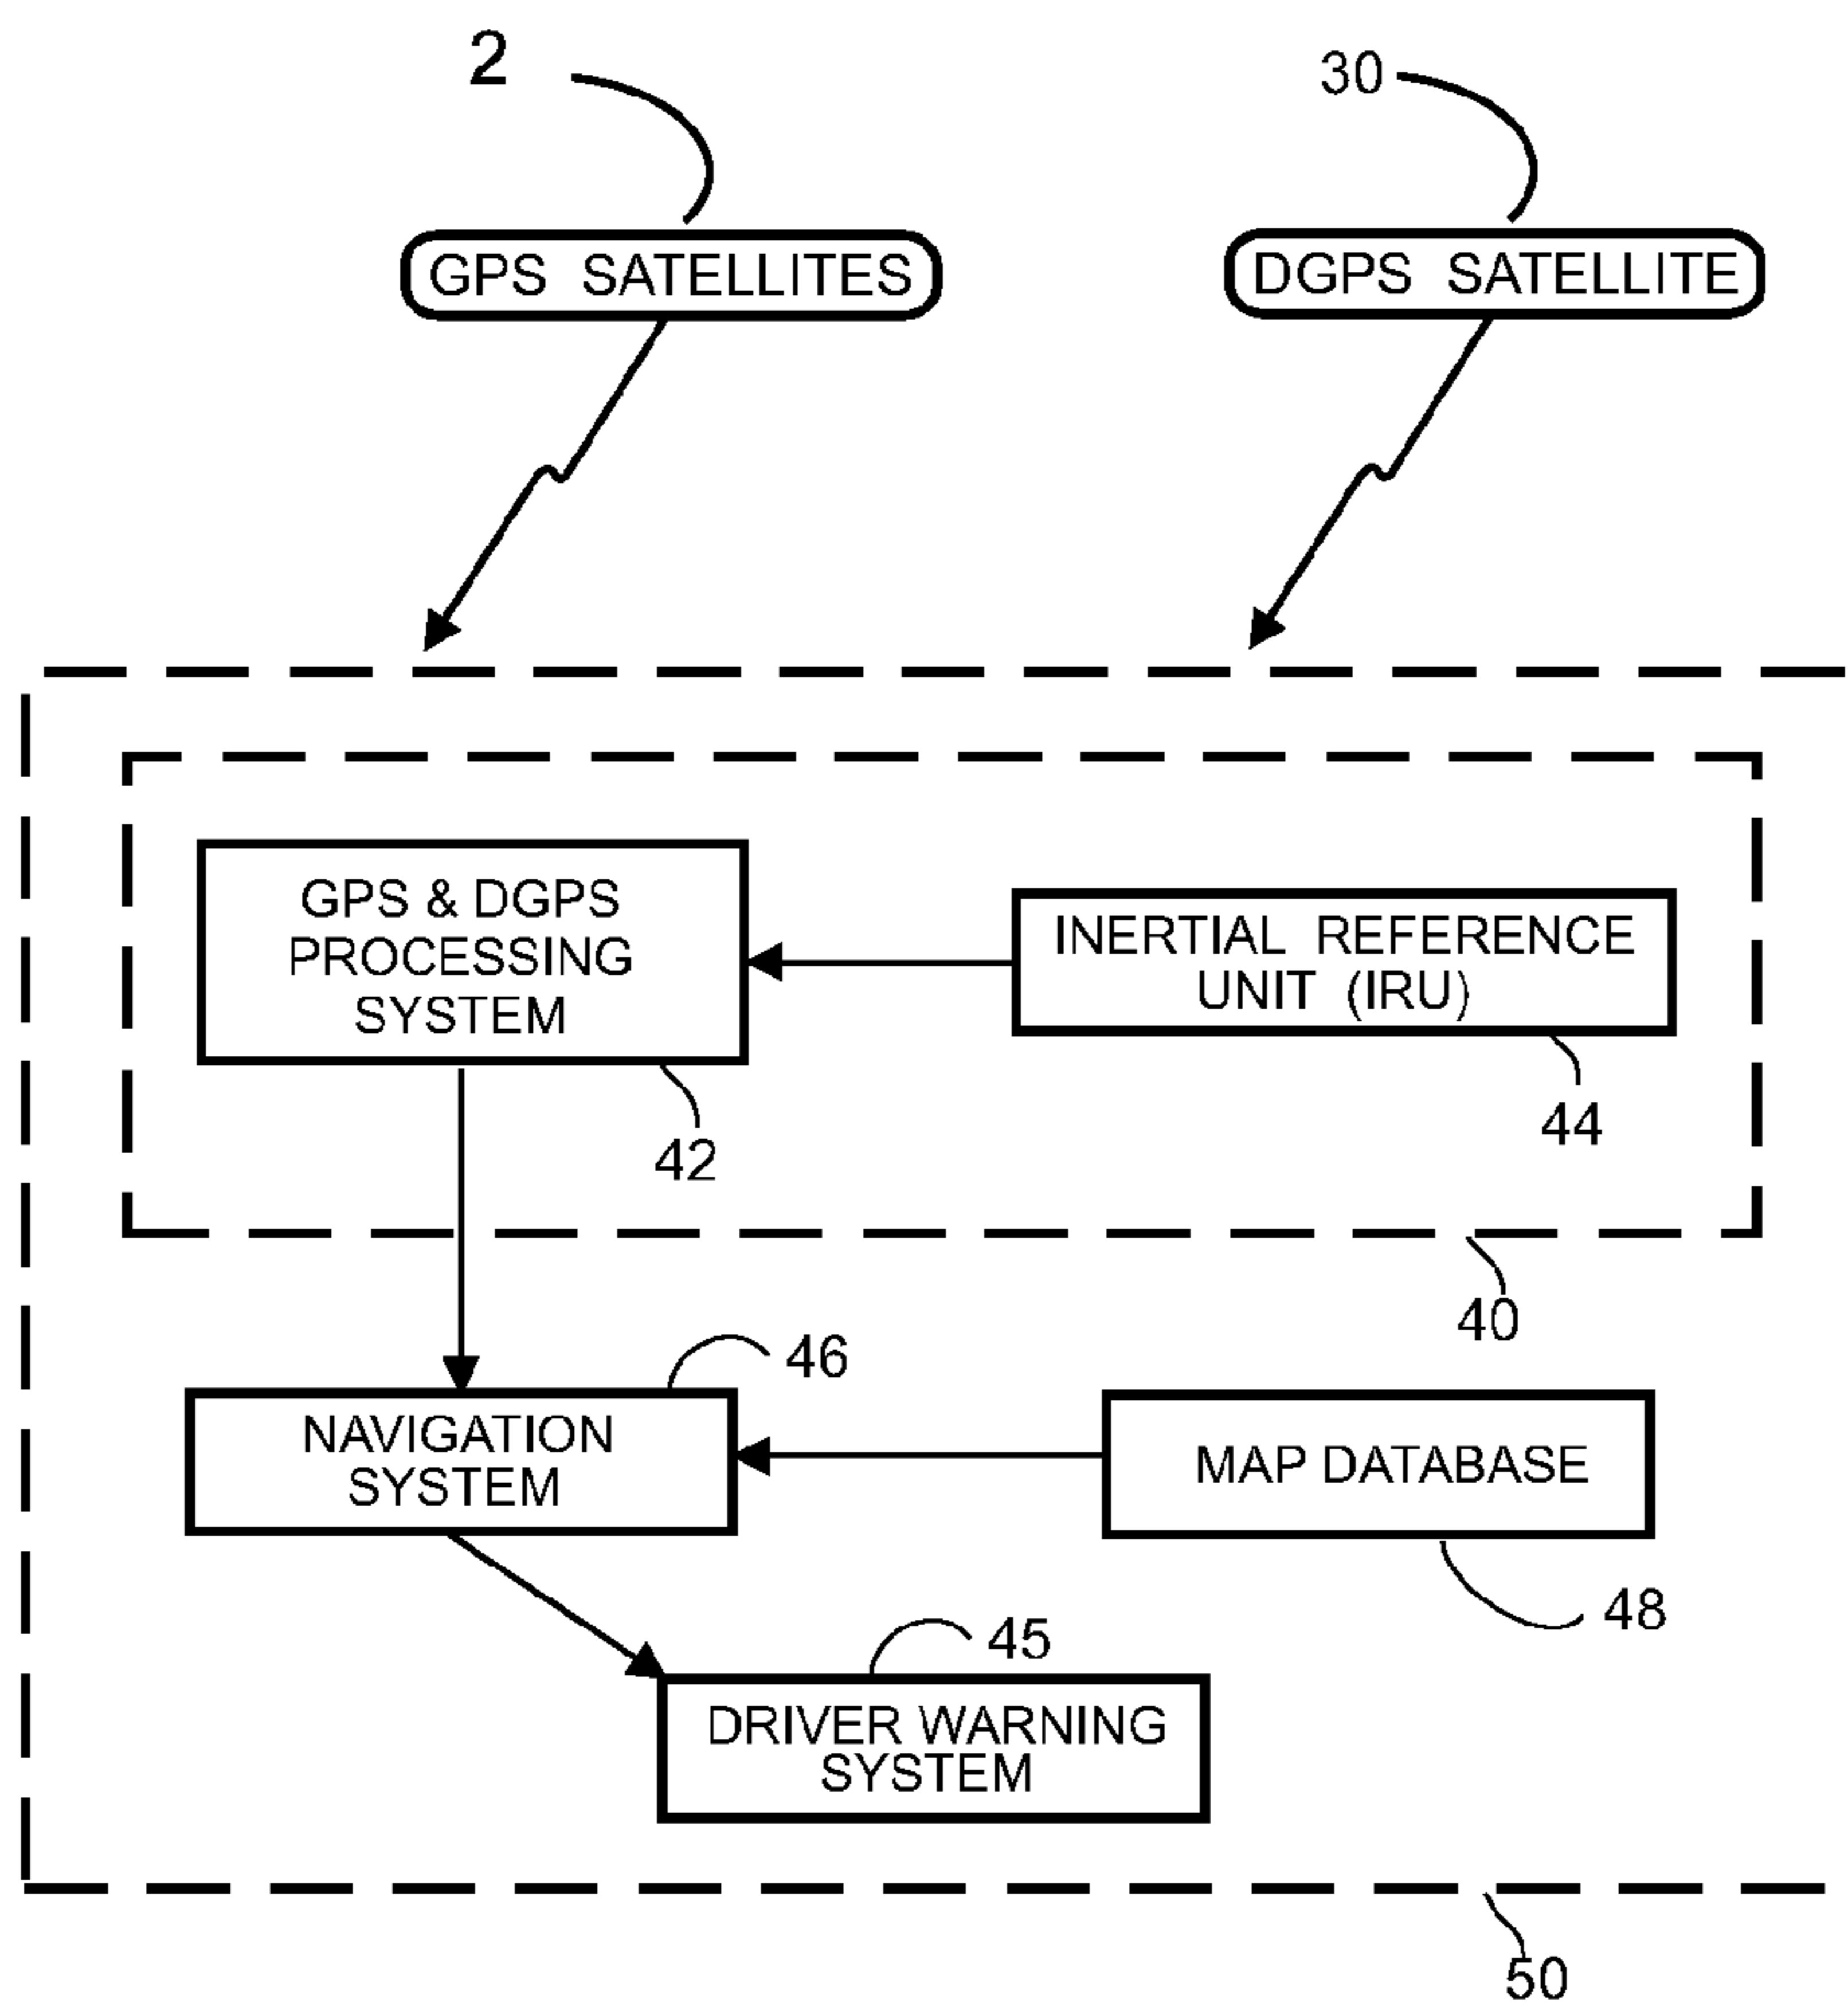 2
30
GPS SATELLITES
DGPS SATELLITE
GPS & DGPS
PROCESSING
SYSTEM
INERTIAL REFERENCE
UNIT (IRU)
42
44
40
46
NAVIGATION
SYSTEM
MAP DATABASE
48
45
DRIVER WARNING
SYSTEM
50